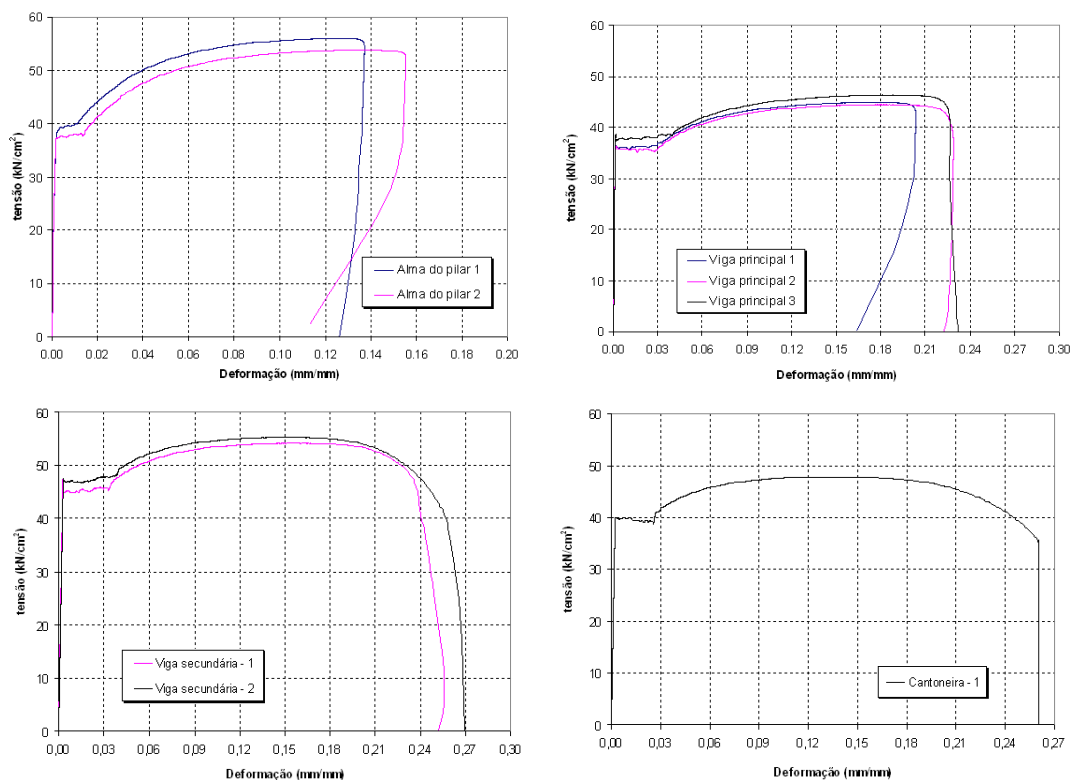 60
50
40
30
20
10
0
tensão (kN/cm²)
Alma do pilar 1
Alma do pilar 2
0.00 0.02 0.04 0.06 0.08 0.10 0.12 0.14 0.16 0.18 0.20
Deformação (mm/mm)
60
50
40
30
20
10
0
tensão (kN/cm²)
Viga principal 1
Viga principal 2
Viga principal 3
0.00 0.03 0.06 0.09 0.12 0.15 0.18 0.21 0.24 0.27 0.30
Deformação (mm/mm)
60
50
40
30
20
10
0
tensão (kN/cm²)
Viga secundária - 1
Viga secundária - 2
0,00 0,03 0,06 0,09 0,12 0,15 0,18 0,21 0,24 0,27 0,30
Deformação (mm/mm)
60
50
40
30
20
10
0
tensão (kN/cm²)
Cantoneira - 1
0,00 0,03 0,06 0,09 0,12 0,15 0,18 0,21 0,24 0,27
Deformação (mm/mm)